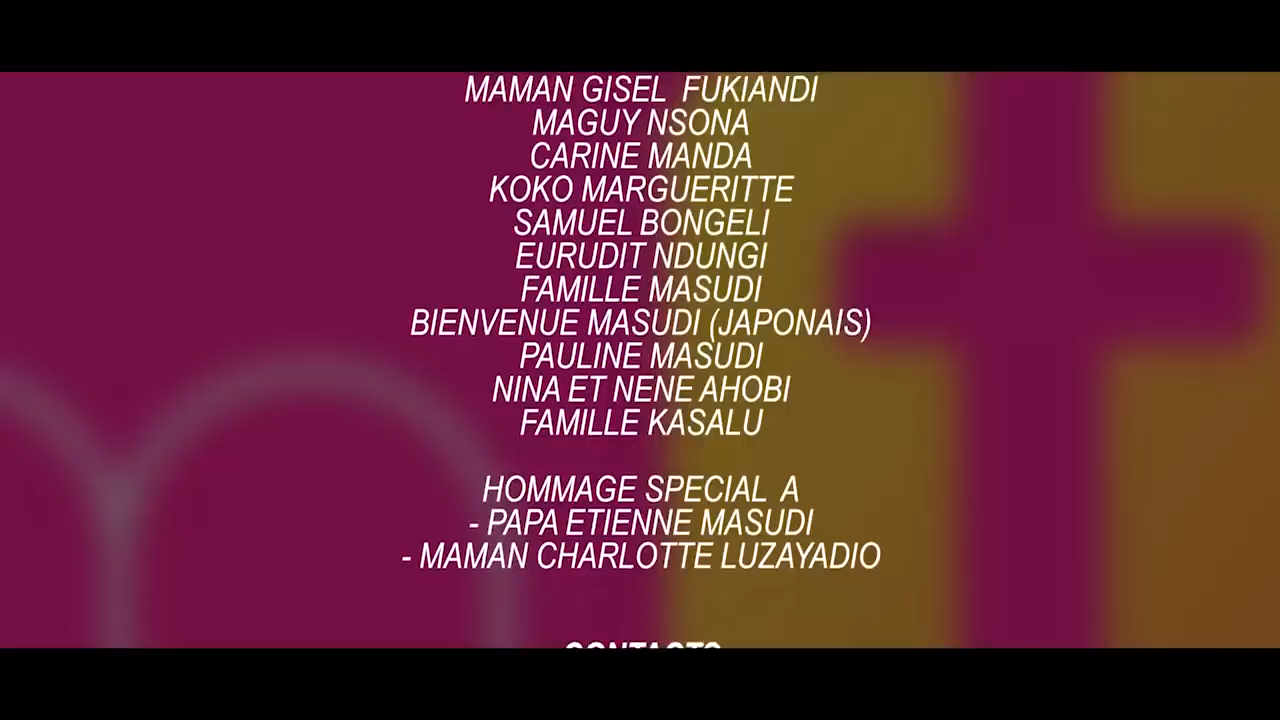 MAMAN GISEL FUKIANDI
MAGUY NSONA
CARINE MANDA
KOKO MARGUERITTE
SAMUEL BONGELI
EURUDIT NDUNGI
FAMILLE MASUDI
BIENVENUE MASUDI (JAPONAIS)
PAULINE MASUDI
NINA ET NENE AHOBI
FAMILLE KASALU
HOMMAGE SPECIAL A
- PAPA ETIENNE MASUDI
- MAMAN CHARLOTTE LUZAYADIO
CONTACTS